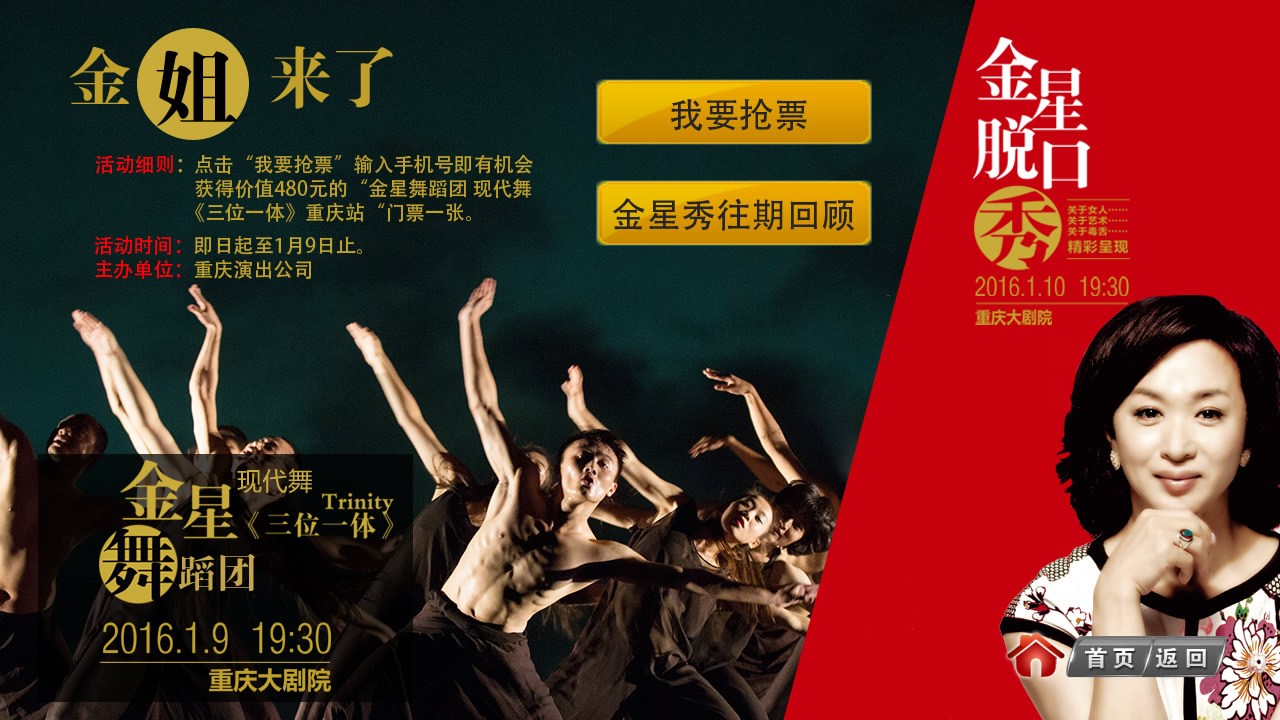 金姐来了
活动细则：点击“我要抢票”输入手机号即有机会
获得价值480元的“金星舞蹈团 现代舞
《三位一体》重庆站“门票一张。
活动时间：即日起至1月9日止。
主办单位：重庆演出公司
我要抢票
金星秀往期回顾
金星
脱口
秀
关于女人……
关于艺术……
关于毒舌……
精彩呈现
2016.1.10 19:30
重庆大剧院
金星
现代舞
Trinity
《三位一体》
舞蹈团
2016.1.9 19:30
重庆大剧院
首页 返回